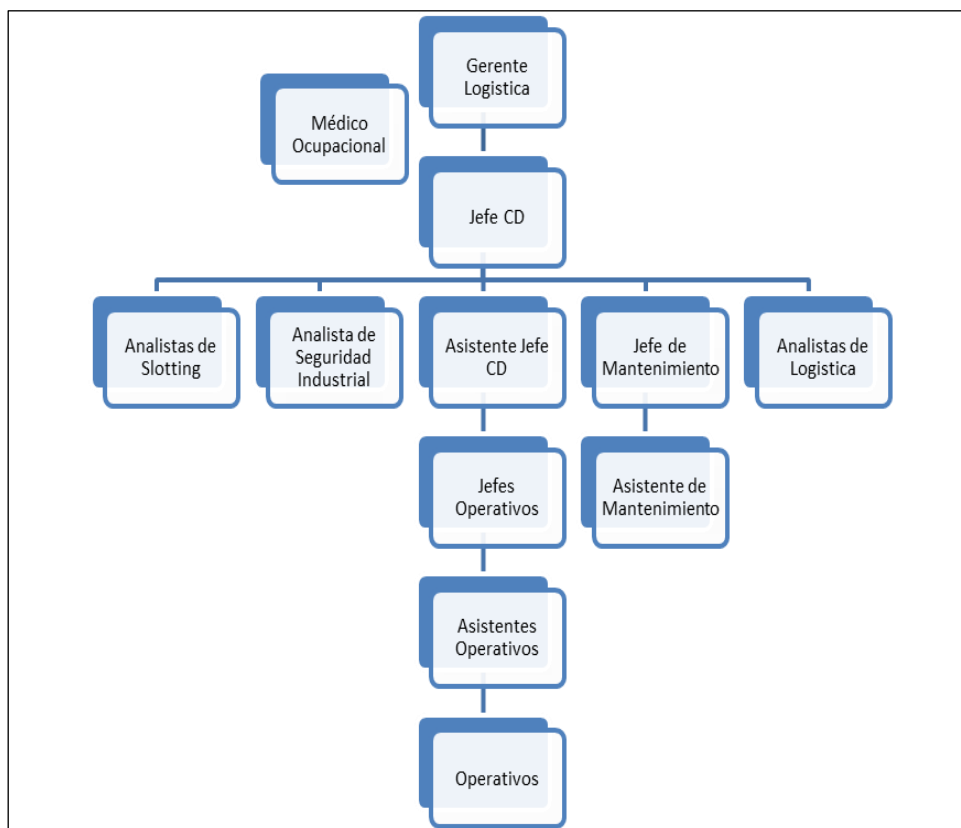 Gerente
Logistica
Médico
Ocupacional
Jefe CD
Analistas de
Slotting
Analista de
Seguridad
Industrial
Asistente Jefe
CD
Jefe de
Mantenimiento
Analistas de
Logistica
Jefes
Operativos
Asistente de
Mantenimiento
Asistentes
Operativos
Operativos